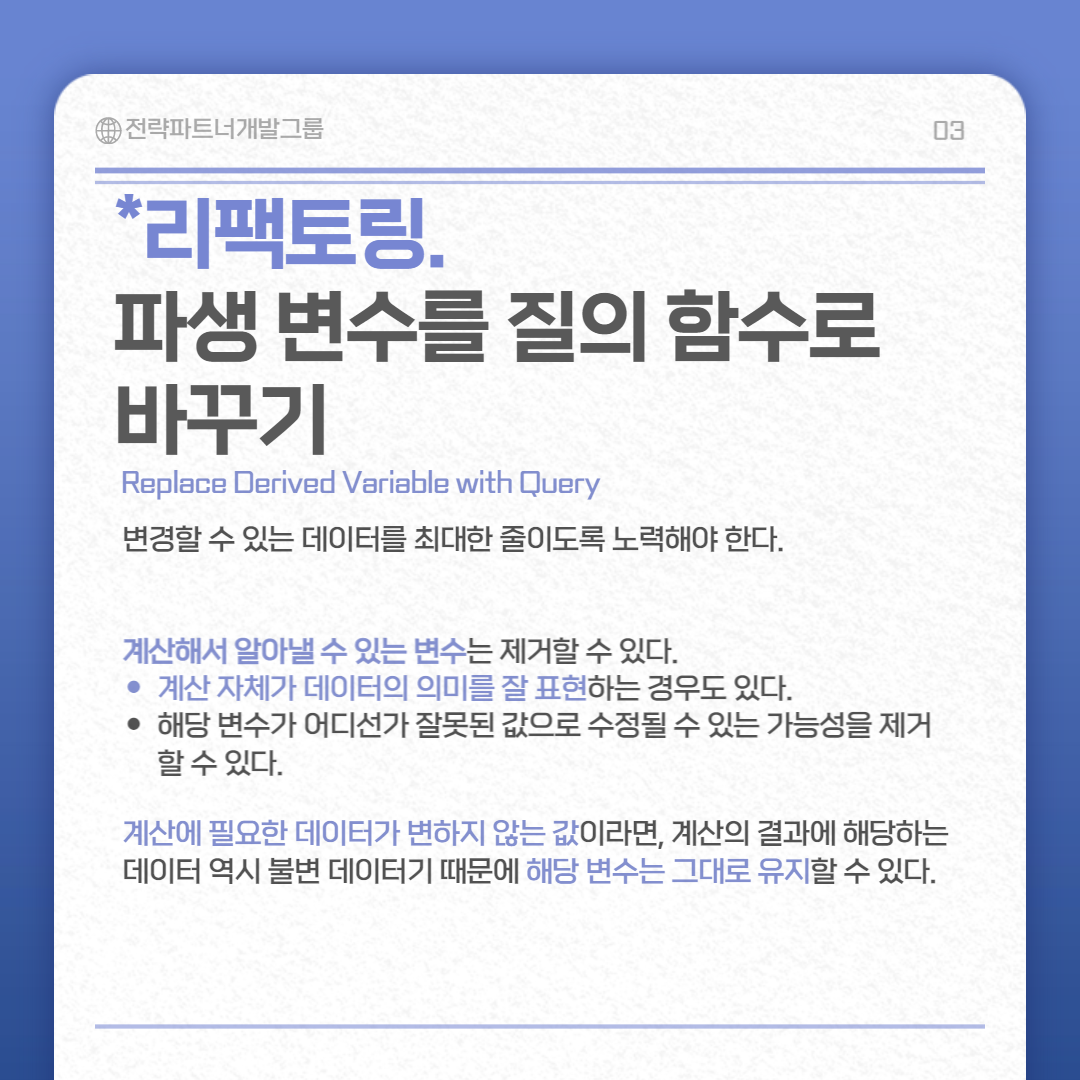 전략파트너개발그룹
03
*리팩토링.
파생 변수를 질의 함수로
바꾸기
Replace Derived Variable with Query
변경할 수 있는 데이터를 최대한 줄이도록 노력해야 한다.
계산해서 알아낼 수 있는 변수는 제거할 수 있다.
• 계산 자체가 데이터의 의미를 잘 표현하는 경우도 있다.
• 해당 변수가 어디선가 잘못된 값으로 수정될 수 있는 가능성을 제거
할 수 있다.
계산에 필요한 데이터가 변하지 않는 값이라면, 계산의 결과에 해당하는
데이터 역시 불변 데이터기 때문에 해당 변수는 그대로 유지할 수 있다.